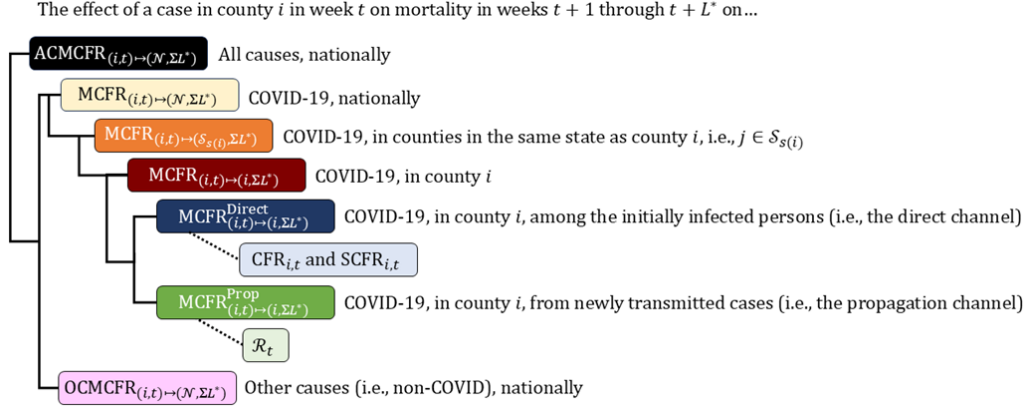 The effect of a case in county i in week t on mortality in weeks t + 1 through t + L* on…
ACMCFR(i,t)↦(𝒩,ΣL*) All causes, nationally
MCFR(i,t)↦(𝒩,ΣL*) COVID-19, nationally
MCFR(i,t)↦(𝒮s(i),ΣL*) COVID-19, in counties in the same state as county i, i.e., j ∈ 𝒮s(i)
MCFR(i,t)↦(i,ΣL*) COVID-19, in county i
MCFR^Direct(i,t)↦(i,ΣL*) COVID-19, in county i, among the initially infected persons (i.e., the direct channel)
CFRi,t and SCFRi,t
MCFR^Prop(i,t)↦(i,ΣL*) COVID-19, in county i, from newly transmitted cases (i.e., the propagation channel)
ℛt
OCMCFR(i,t)↦(𝒩,ΣL*) Other causes (i.e., non-COVID), nationally